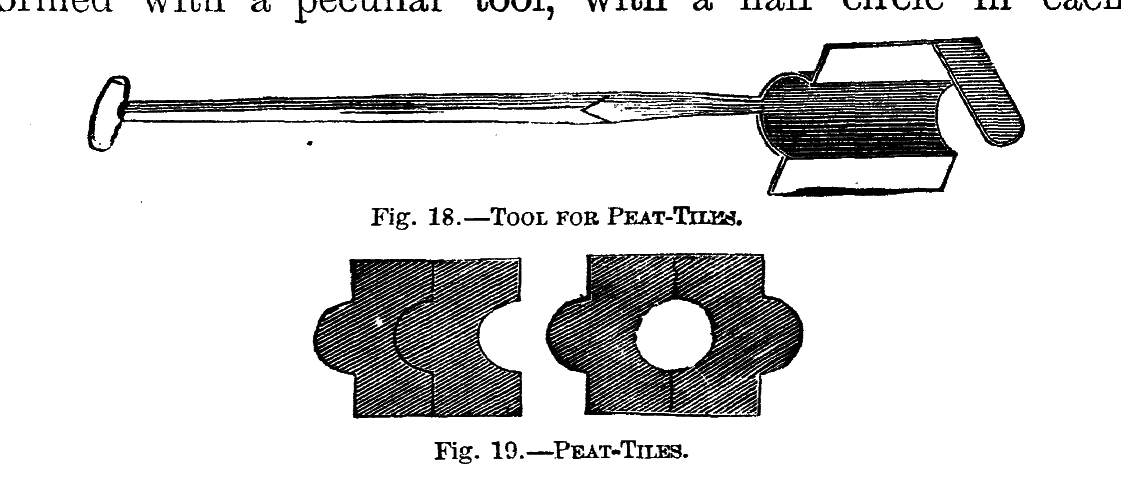 formed with a peculiar tool, with a half circle in each
Fig. 18.—Tool for Peat-Tiles.
Fig. 19.—Peat-Tiles.